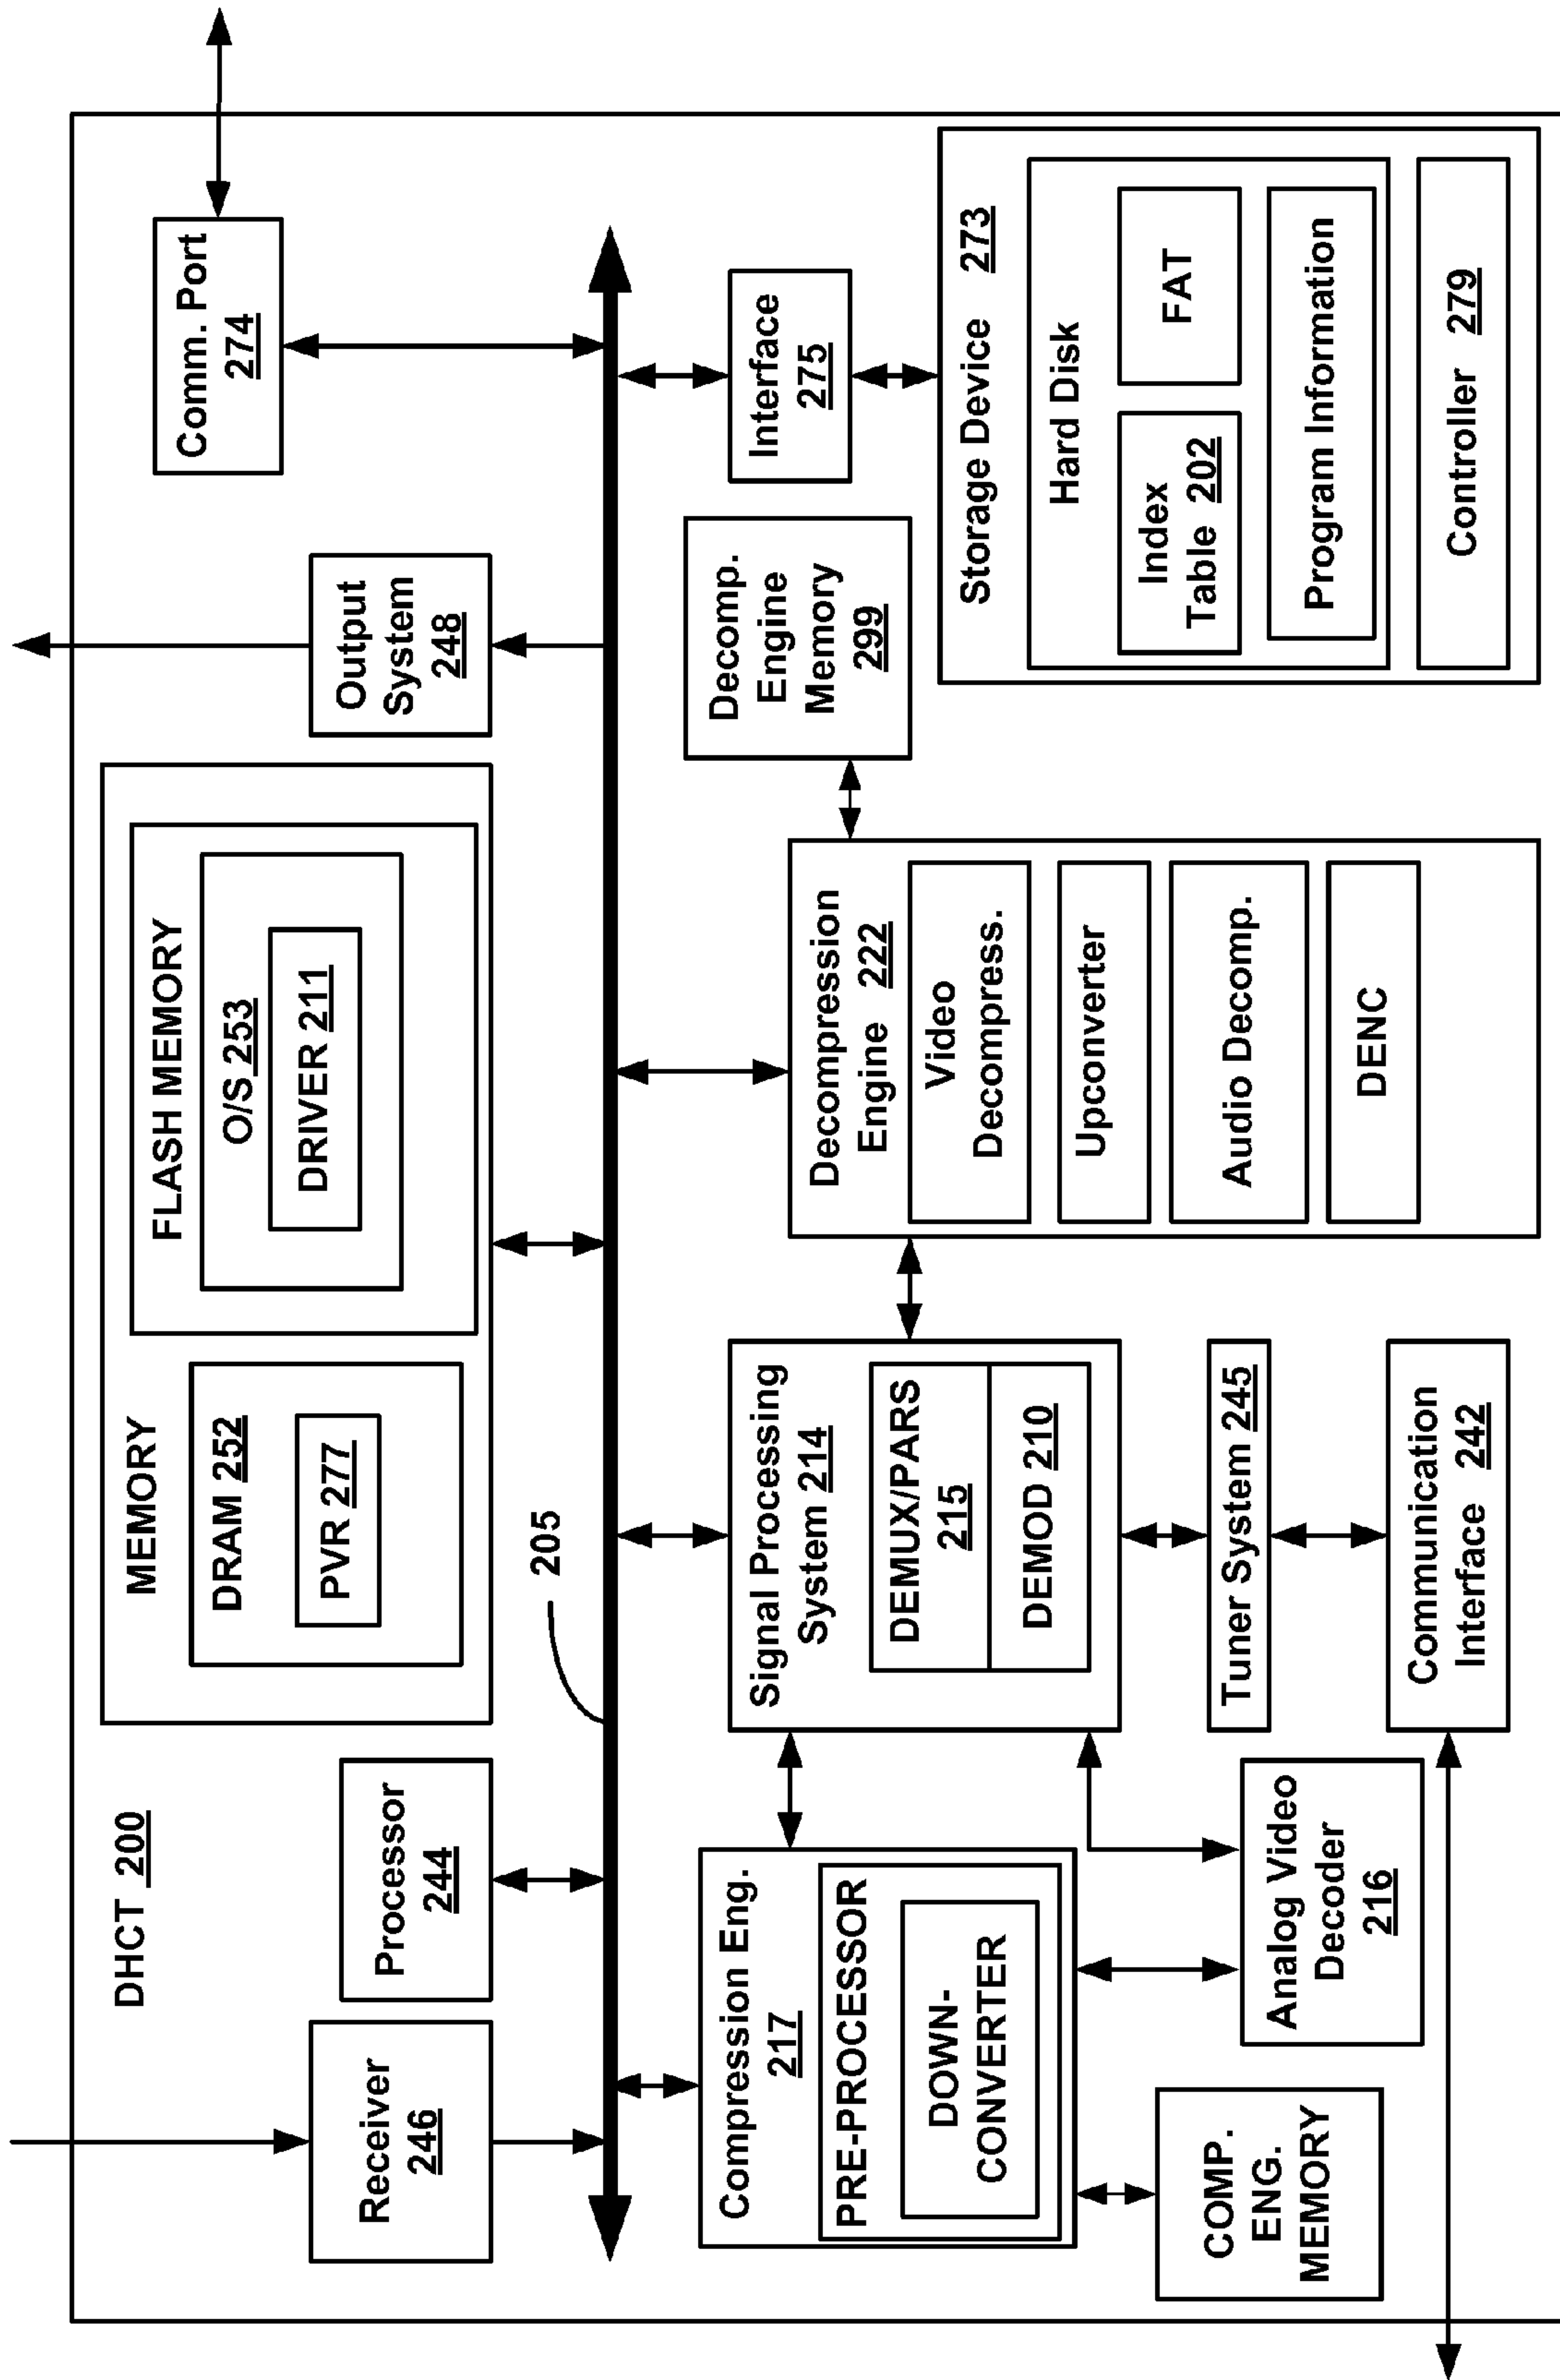 DHCT 200
Receiver
246
Processor
244
MEMORY
DRAM 252
PVR 277
FLASH MEMORY
O/S 253
DRIVER 211
Output
System
248
Comm. Port
274
205
Compression Eng.
217
PRE-PROCESSOR
DOWN-
CONVERTER
COMP.
ENG.
MEMORY
Analog Video
Decoder
216
Signal Processing
System 214
DEMUX/PARS
215
DEMOD 210
Tuner System 245
Communication
Interface 242
Decompression
Engine 222
Video
Decompress.
Upconverter
Audio Decomp.
DENC
Decomp.
Engine
Memory
299
Interface
275
Storage Device 273
Hard Disk
Index
Table 202
FAT
Program Information
Controller 279